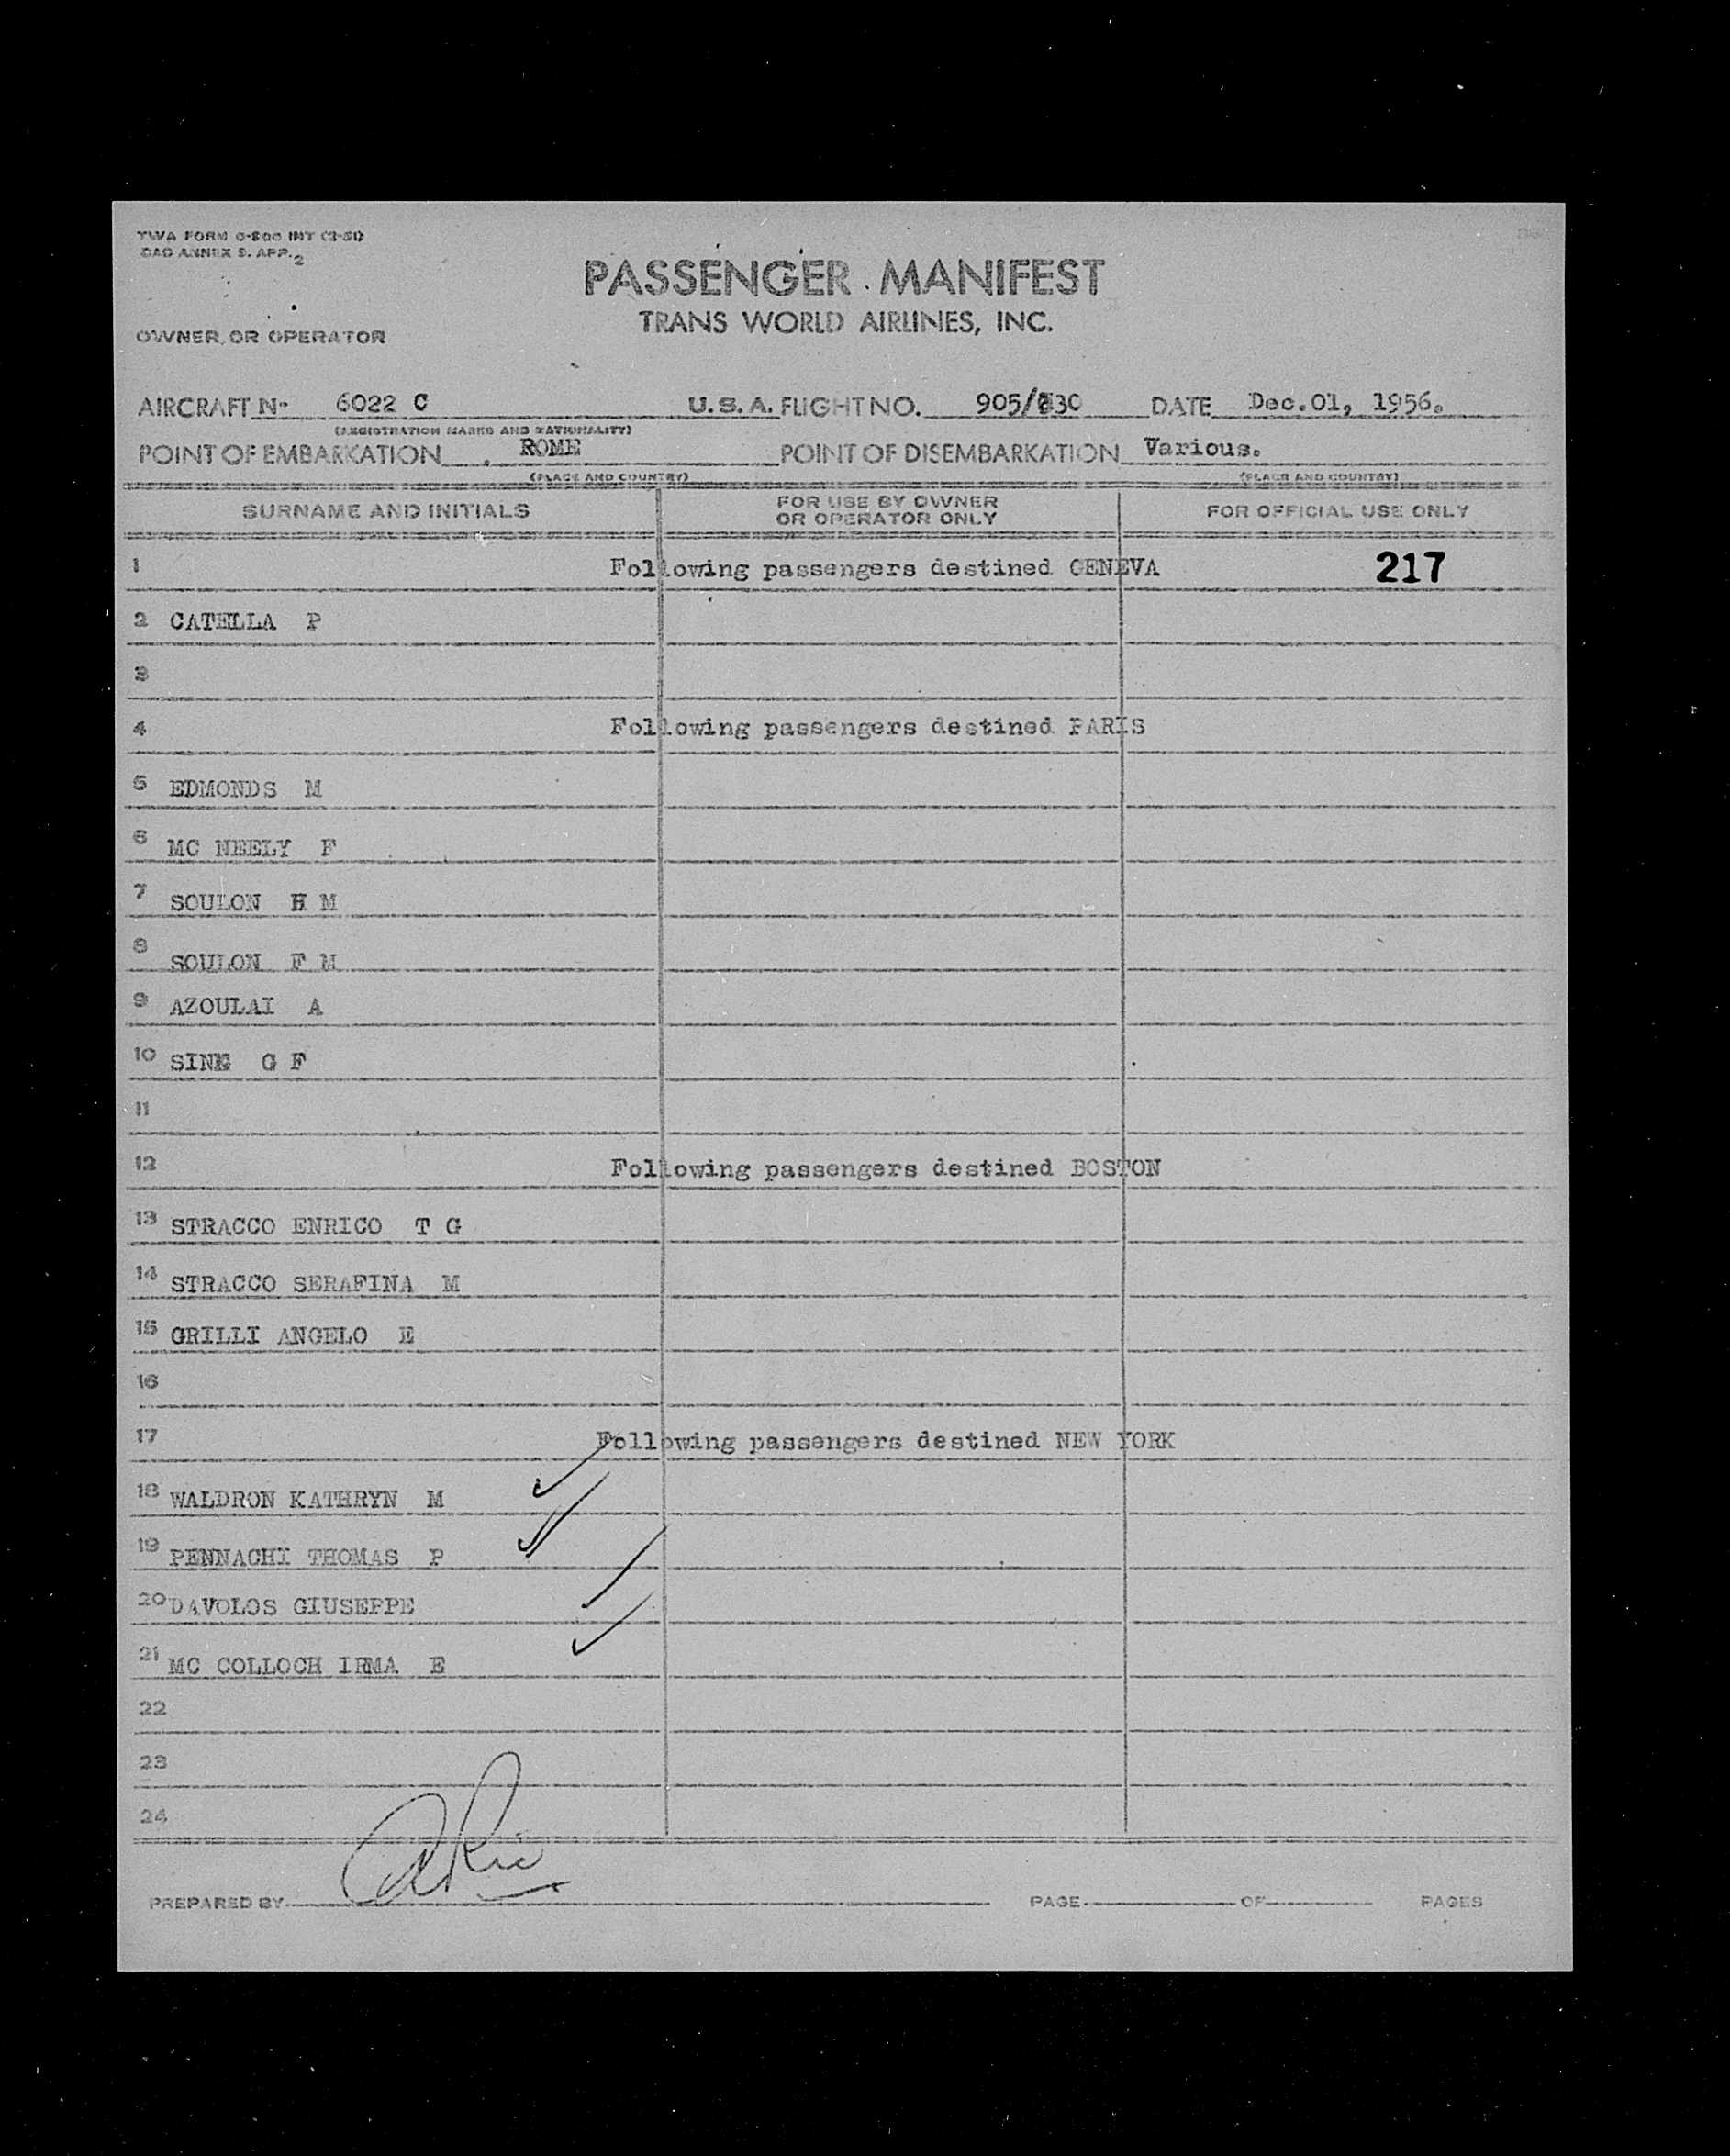 TWA FORM O-800 INT
CAO ANNEX 9. APP. 2
PASSENGER MANIFEST
TRANS WORLD AIRLINES, INC.
OWNER OR OPERATOR
AIRCRAFT No 6022 C U.S.A. FLIGHT NO. 905/830 DATE Dec.01, 1956.
(REGISTRATION MARKS AND NATIONALITY)
POINT OF EMBARKATION ROME POINT OF DISEMBARKATION Various.
(PLACE AND COUNTRY) (PLACE AND COUNTRY)
SURNAME AND INITIALS FOR USE BY OWNER OR OPERATOR ONLY FOR OFFICIAL USE ONLY
1 Following passengers destined GENEVA 217
2 CATELLA P
3
4 Following passengers destined PARIS
5 EDMONDS M
6 MC NEELY F
7 SOULON H M
8 SOULON F M
9 AZOULAI A
10 SINE G F
11
12 Following passengers destined BOSTON
13 STRACCO ENRICO T G
14 STRACCO SERAFINA M
15 GRILLI ANGELO E
16
17 Following passengers destined NEW YORK
18 WALDRON KATHRYN M
19 PENNACHI THOMAS P
20 DAVOLOS GIUSEPPE
21 MC COLLOCH IRMA E
22
23
24
PREPARED BY PAGE OF PAGES